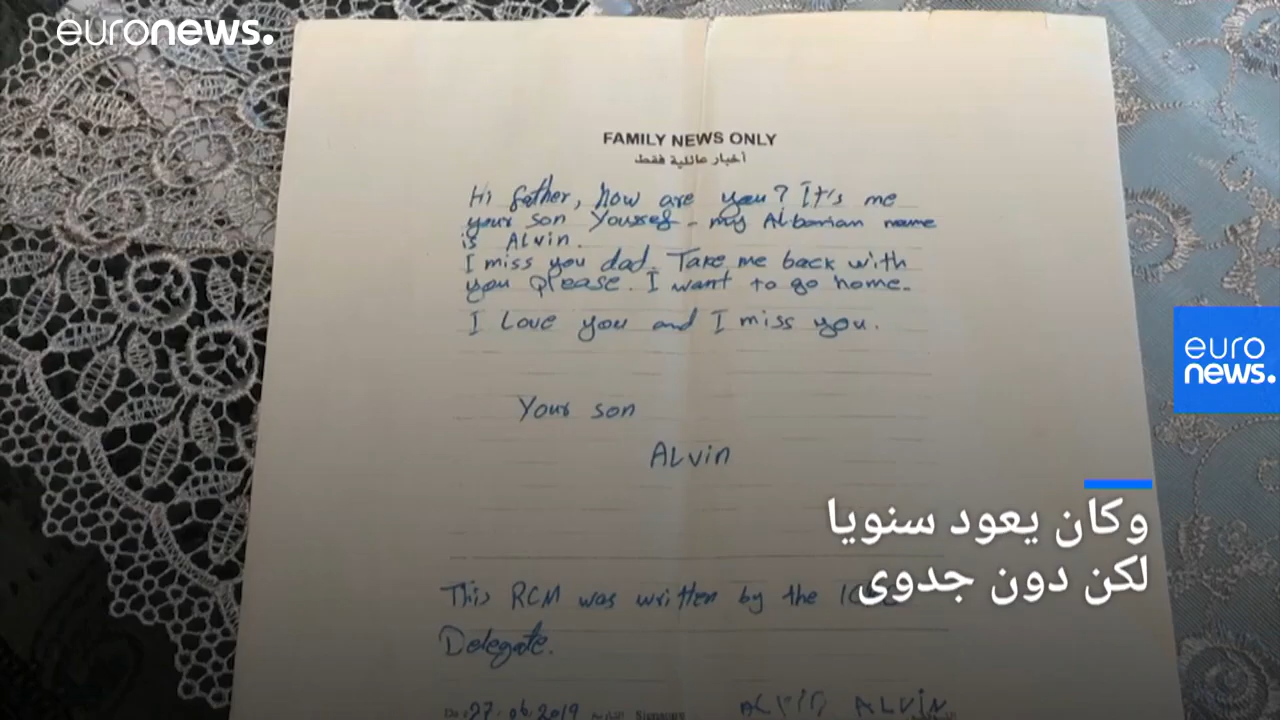 euronews.
FAMILY NEWS ONLY
أخبار عائلية فقط
Hi father, how are you? It's me
your son Youssef - my Albanian name
is Alvin.
I miss you dad. Take me back with
you please. I want to go home.
I Love you and I miss you.
Your son
ALvin
euro
news.
وكان يعود سنويا
لكن دون جدوى
This RCM was written by the
Delegate.
27.06.2019
Signature
ALVIN